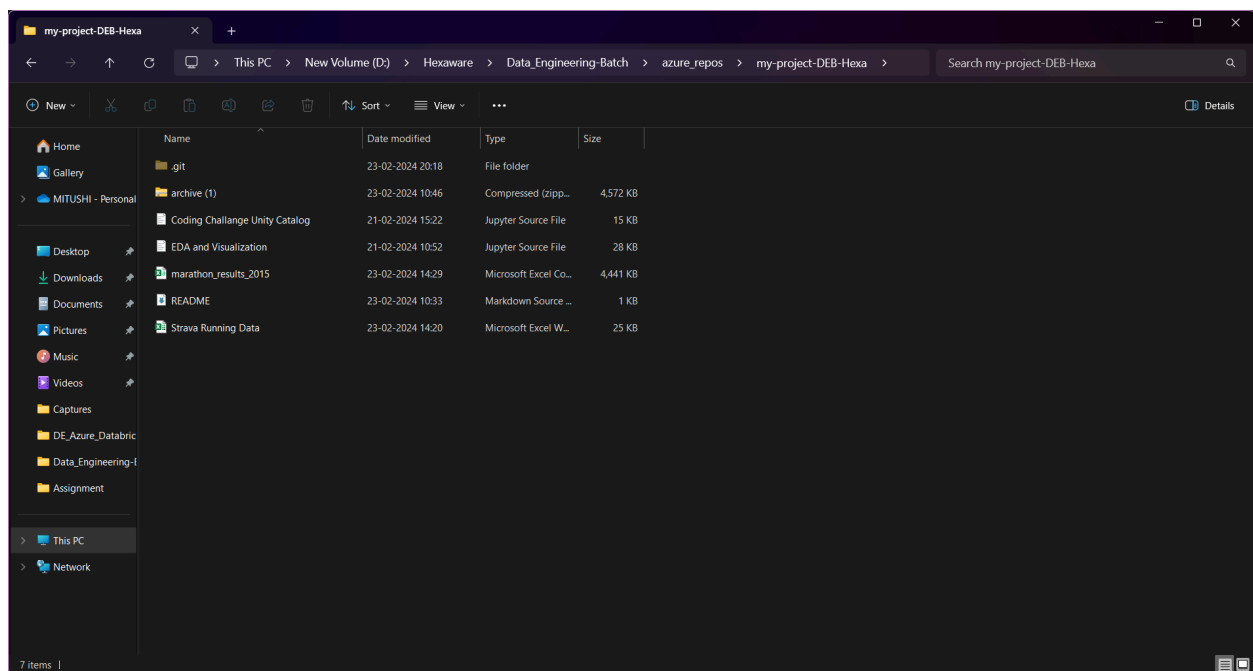 my-project-DEB-Hexa
This PC > New Volume (D:) > Hexaware > Data_Engineering-Batch > azure_repos > my-project-DEB-Hexa >
Search my-project-DEB-Hexa
New Sort View ... Details
Name Date modified Type Size
.git 23-02-2024 20:18 File folder
archive (1) 23-02-2024 10:46 Compressed (zipp... 4,572 KB
Coding Challange Unity Catalog 21-02-2024 15:22 Jupyter Source File 15 KB
EDA and Visualization 21-02-2024 10:52 Jupyter Source File 28 KB
marathon_results_2015 23-02-2024 14:29 Microsoft Excel Co... 4,441 KB
README 23-02-2024 10:33 Markdown Source ... 1 KB
Strava Running Data 23-02-2024 14:20 Microsoft Excel W... 25 KB
Home
Gallery
MITUSHI - Personal
Desktop
Downloads
Documents
Pictures
Music
Videos
Captures
DE_Azure_Databric
Data_Engineering-
Assignment
This PC
Network
7 items